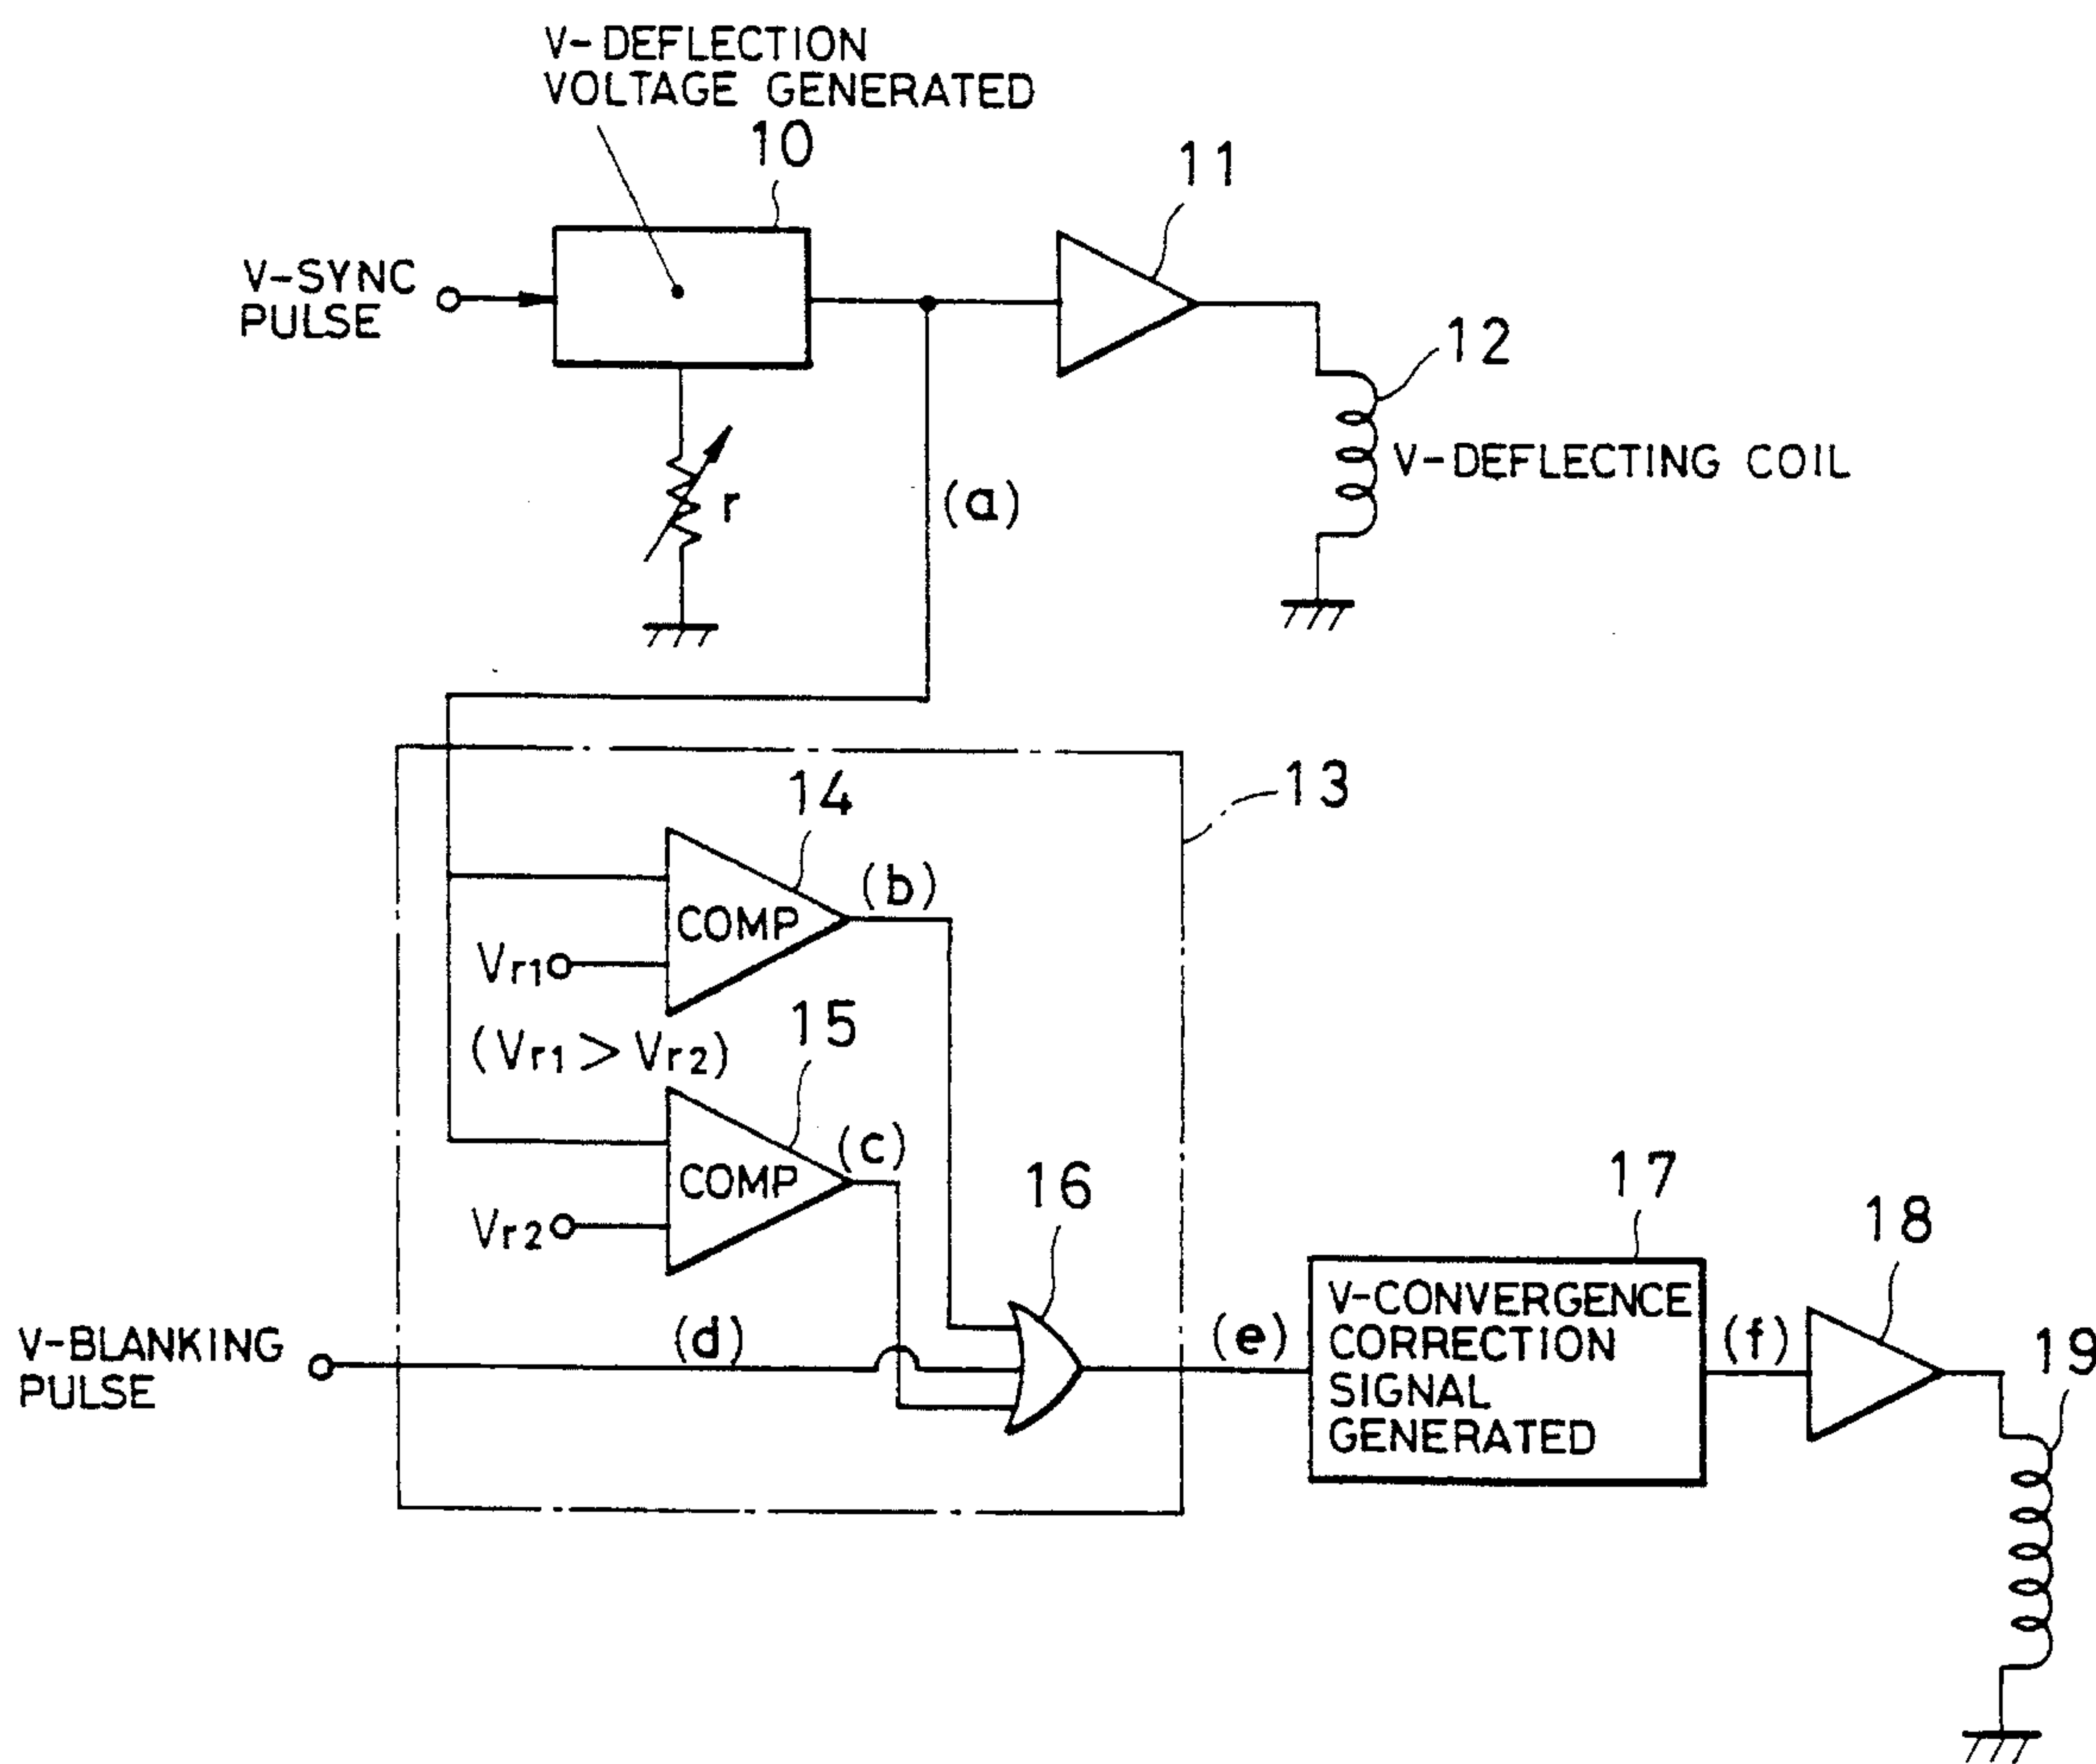 V-DEFLECTION
VOLTAGE GENERATED
10
11
V-SYNC
PULSE
12
V-DEFLECTING COIL
r
(a)
13
14
(b)
COMP
Vr1
(Vr1 > Vr2)
15
(c)
COMP
Vr2
16
17
18
V-BLANKING
PULSE
(d)
(e)
V-CONVERGENCE
CORRECTION
SIGNAL
GENERATED
(f)
19